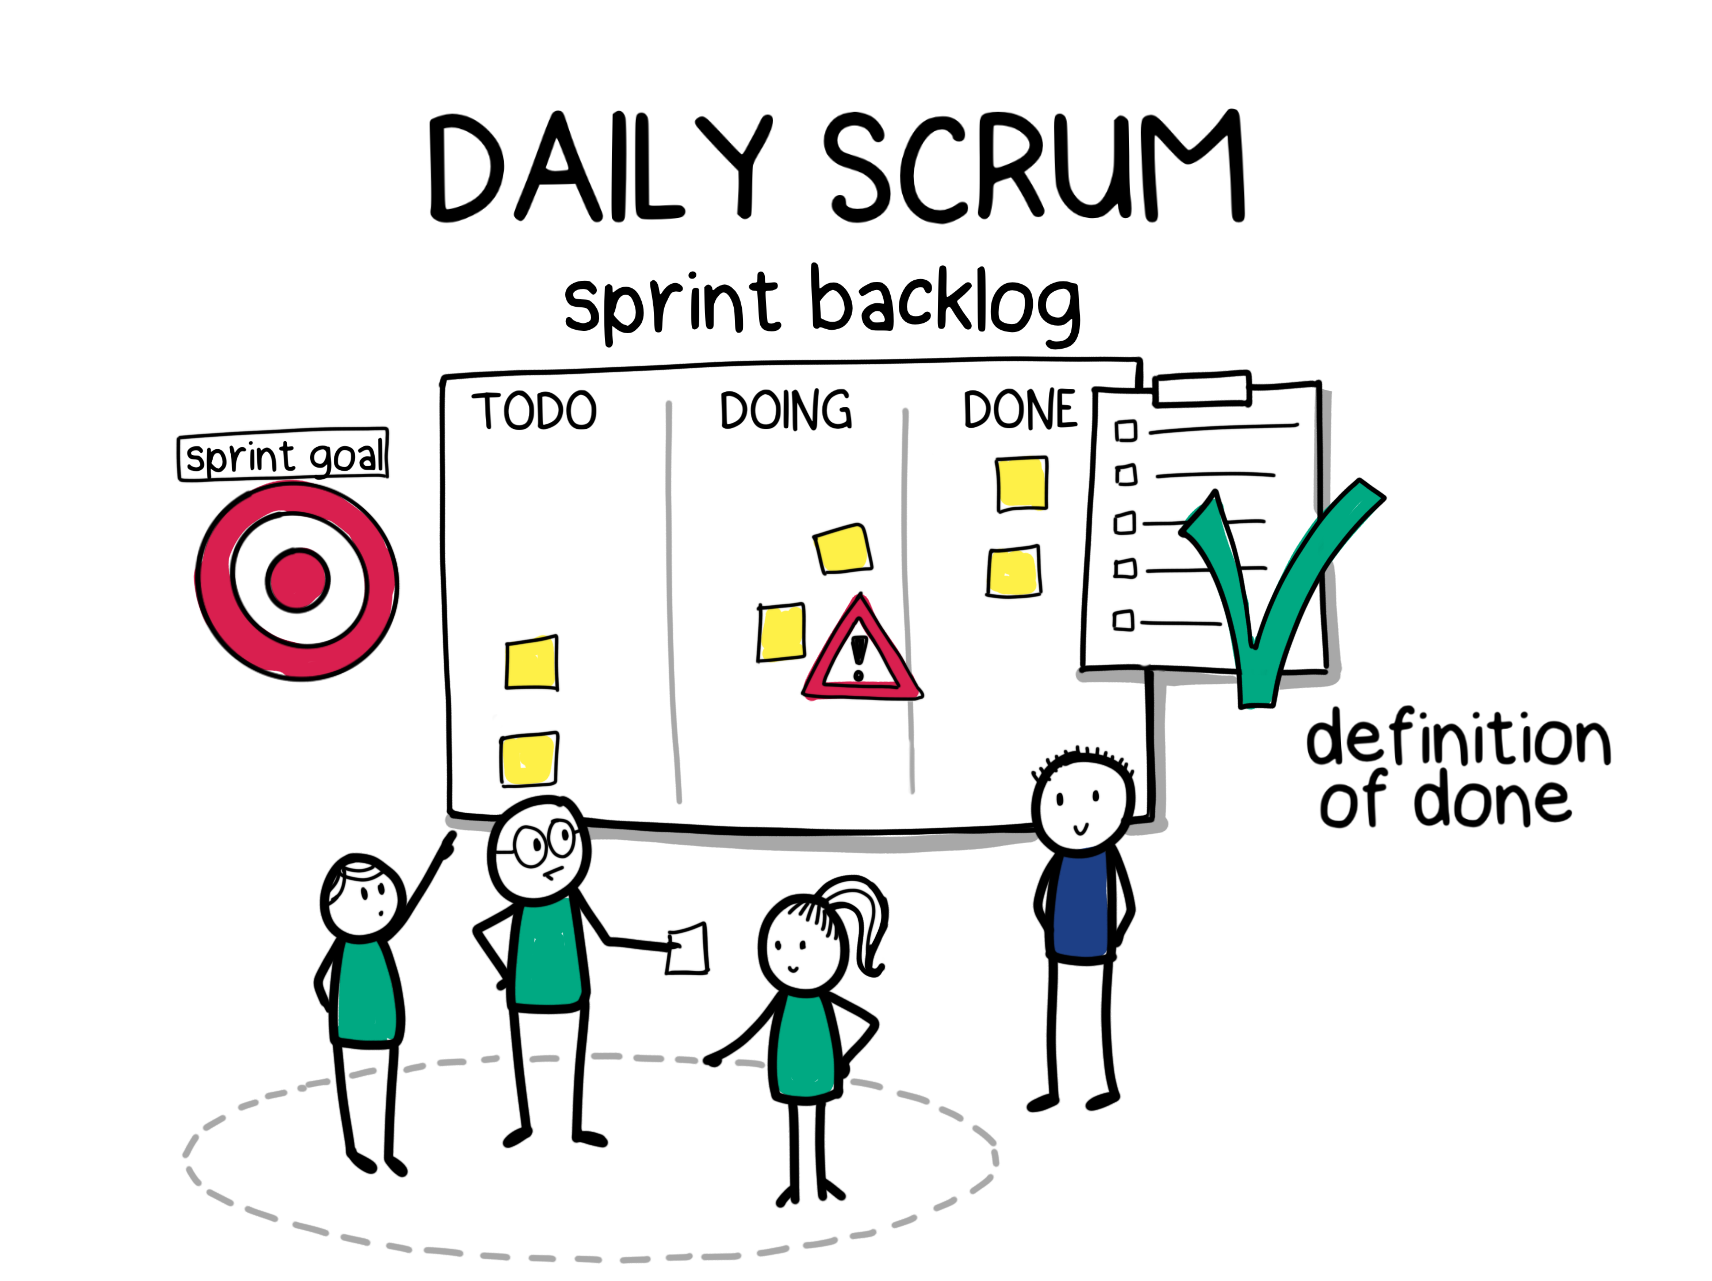 DAILY SCRUM
sprint backlog
TODO DOING DONE
sprint goal
!
definition
of done